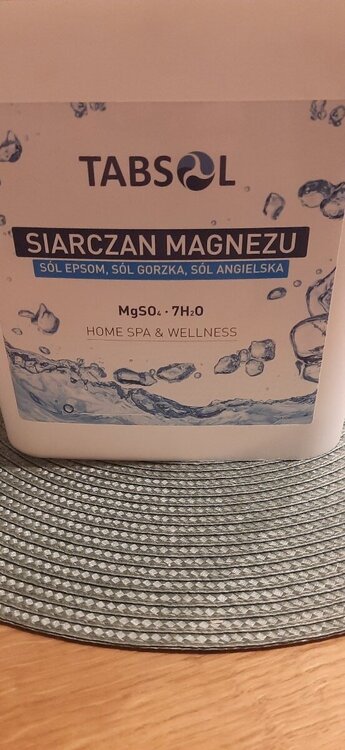 TABSOL
SIARCZAN MAGNEZU
SÓL EPSOM, SÓL GORZKA, SÓL ANGIELSKA
MgSO₄ · 7H₂O
HOME SPA & WELLNESS